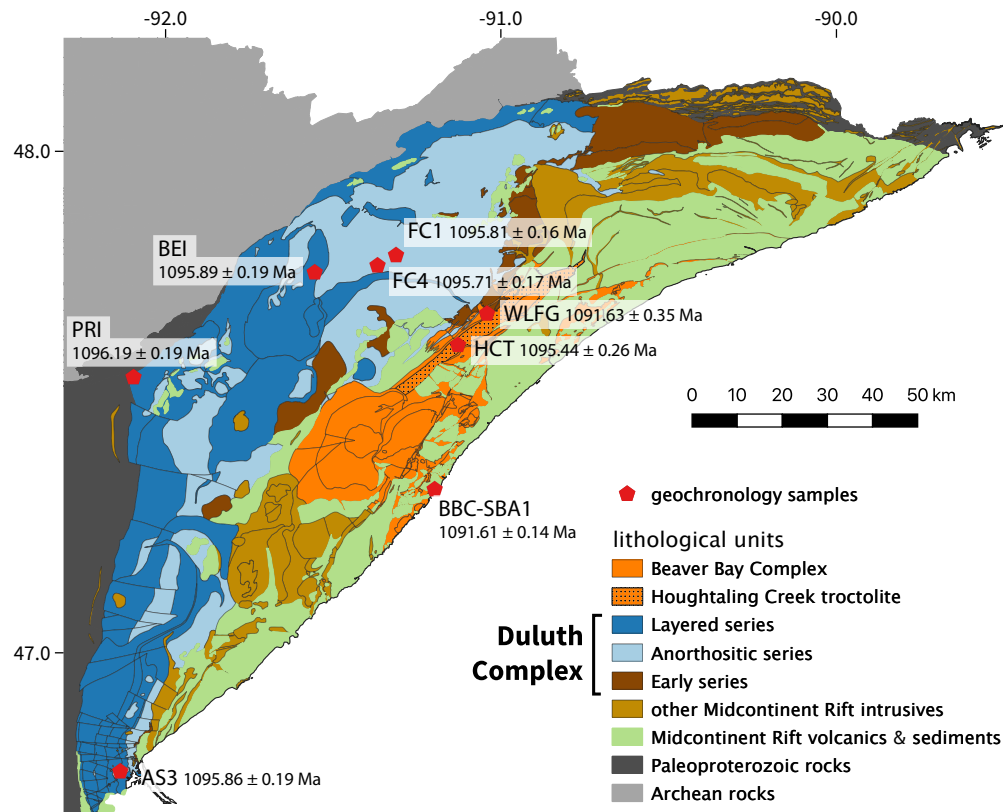 -92.0
-91.0
-90.0
48.0
47.0
FC1 1095.81 ± 0.16 Ma
BEI
1095.89 ± 0.19 Ma
FC4 1095.71 ± 0.17 Ma
WLFG 1091.63 ± 0.35 Ma
PRI
1096.19 ± 0.19 Ma
HCT 1095.44 ± 0.26 Ma
0 10 20 30 40 50 km
BBC-SBA1
1091.61 ± 0.14 Ma
AS3 1095.86 ± 0.19 Ma
geochronology samples
lithological units
Beaver Bay Complex
Houghtaling Creek troctolite
Duluth
Complex
Layered series
Anorthositic series
Early series
other Midcontinent Rift intrusives
Midcontinent Rift volcanics & sediments
Paleoproterozoic rocks
Archean rocks